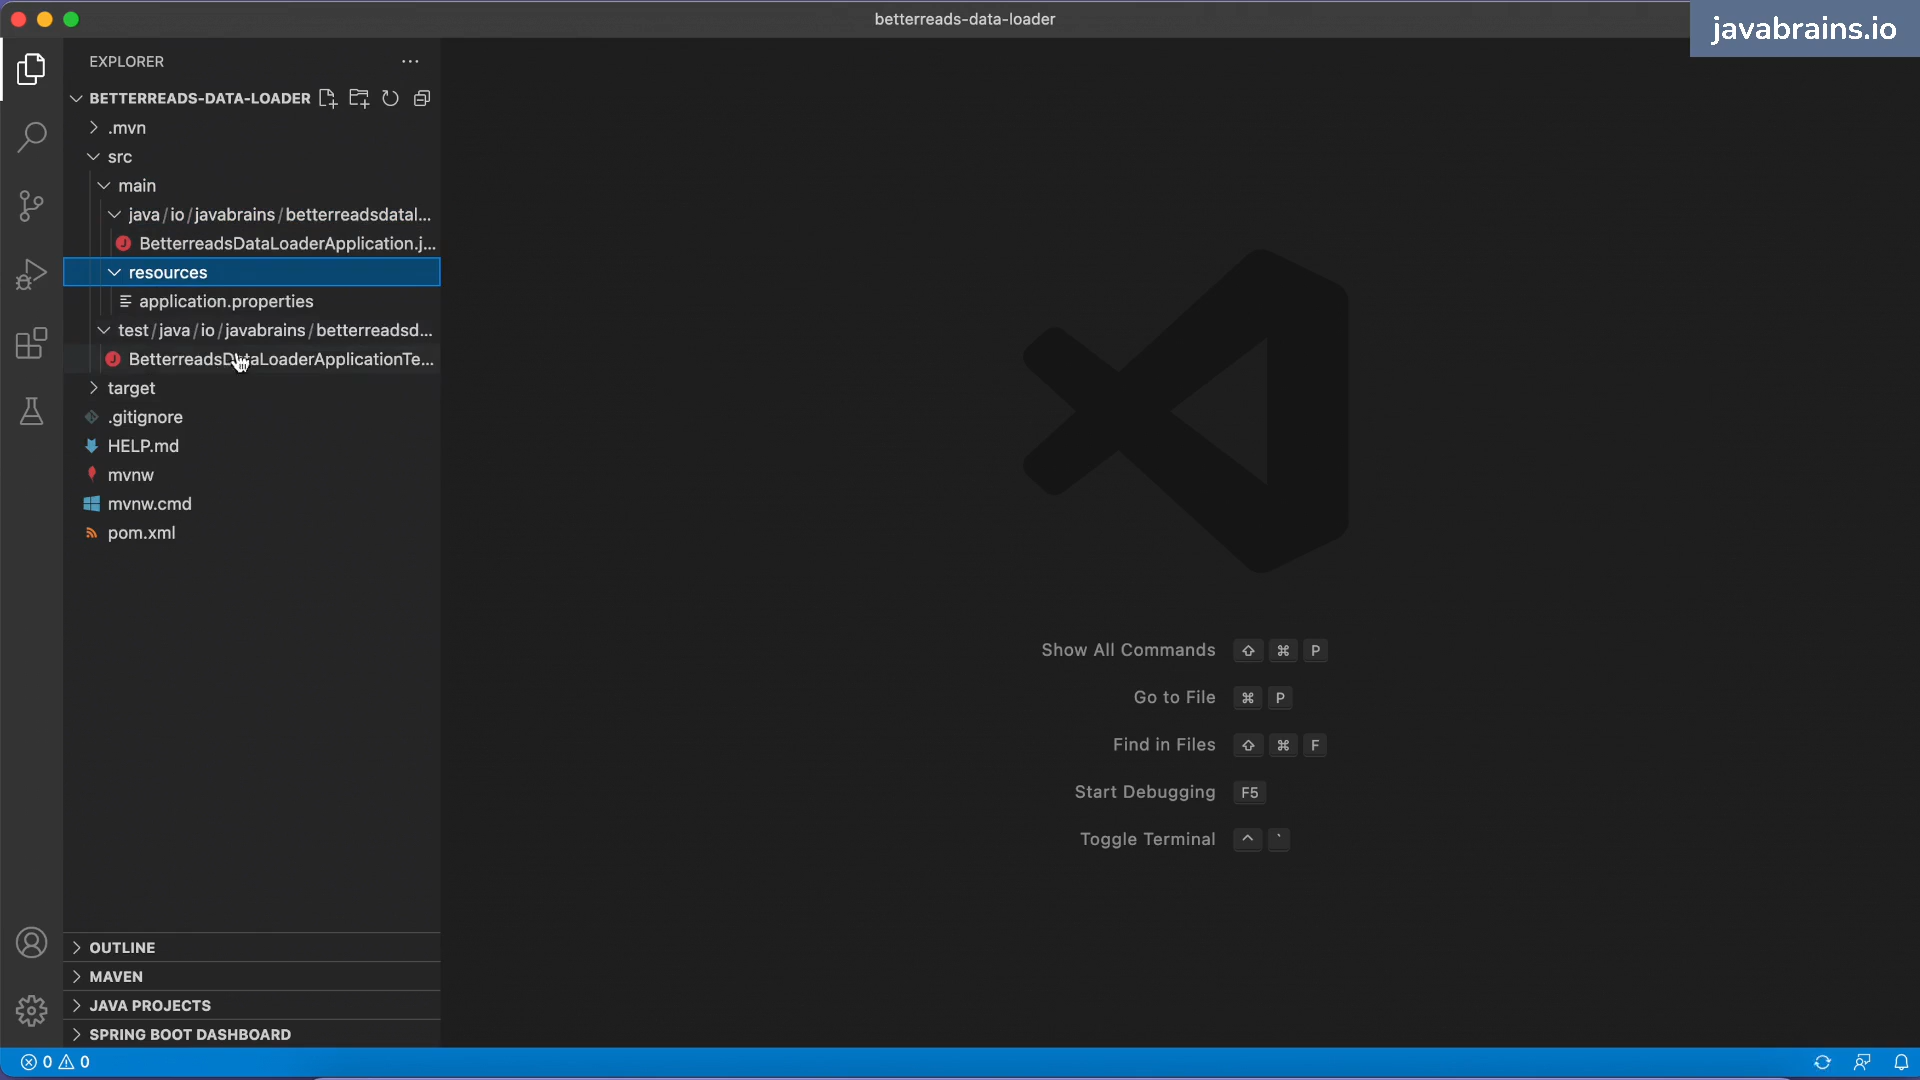 betterreads-data-loader
javabrains.io
EXPLORER
BETTERREADS-DATA-LOADER
.mvn
src
main
java/io/javabrains/betterreadsdatal...
BetterreadsDataLoaderApplication.j...
resources
application.properties
test/java/io/javabrains/betterreadsd...
BetterreadsDataLoaderApplicationTe...
target
.gitignore
HELP.md
mvnw
mvnw.cmd
pom.xml
Show All Commands ⇧ ⌘ P
Go to File ⌘ P
Find in Files ⇧ ⌘ F
Start Debugging F5
Toggle Terminal ^ `
OUTLINE
MAVEN
JAVA PROJECTS
SPRING BOOT DASHBOARD
0 0